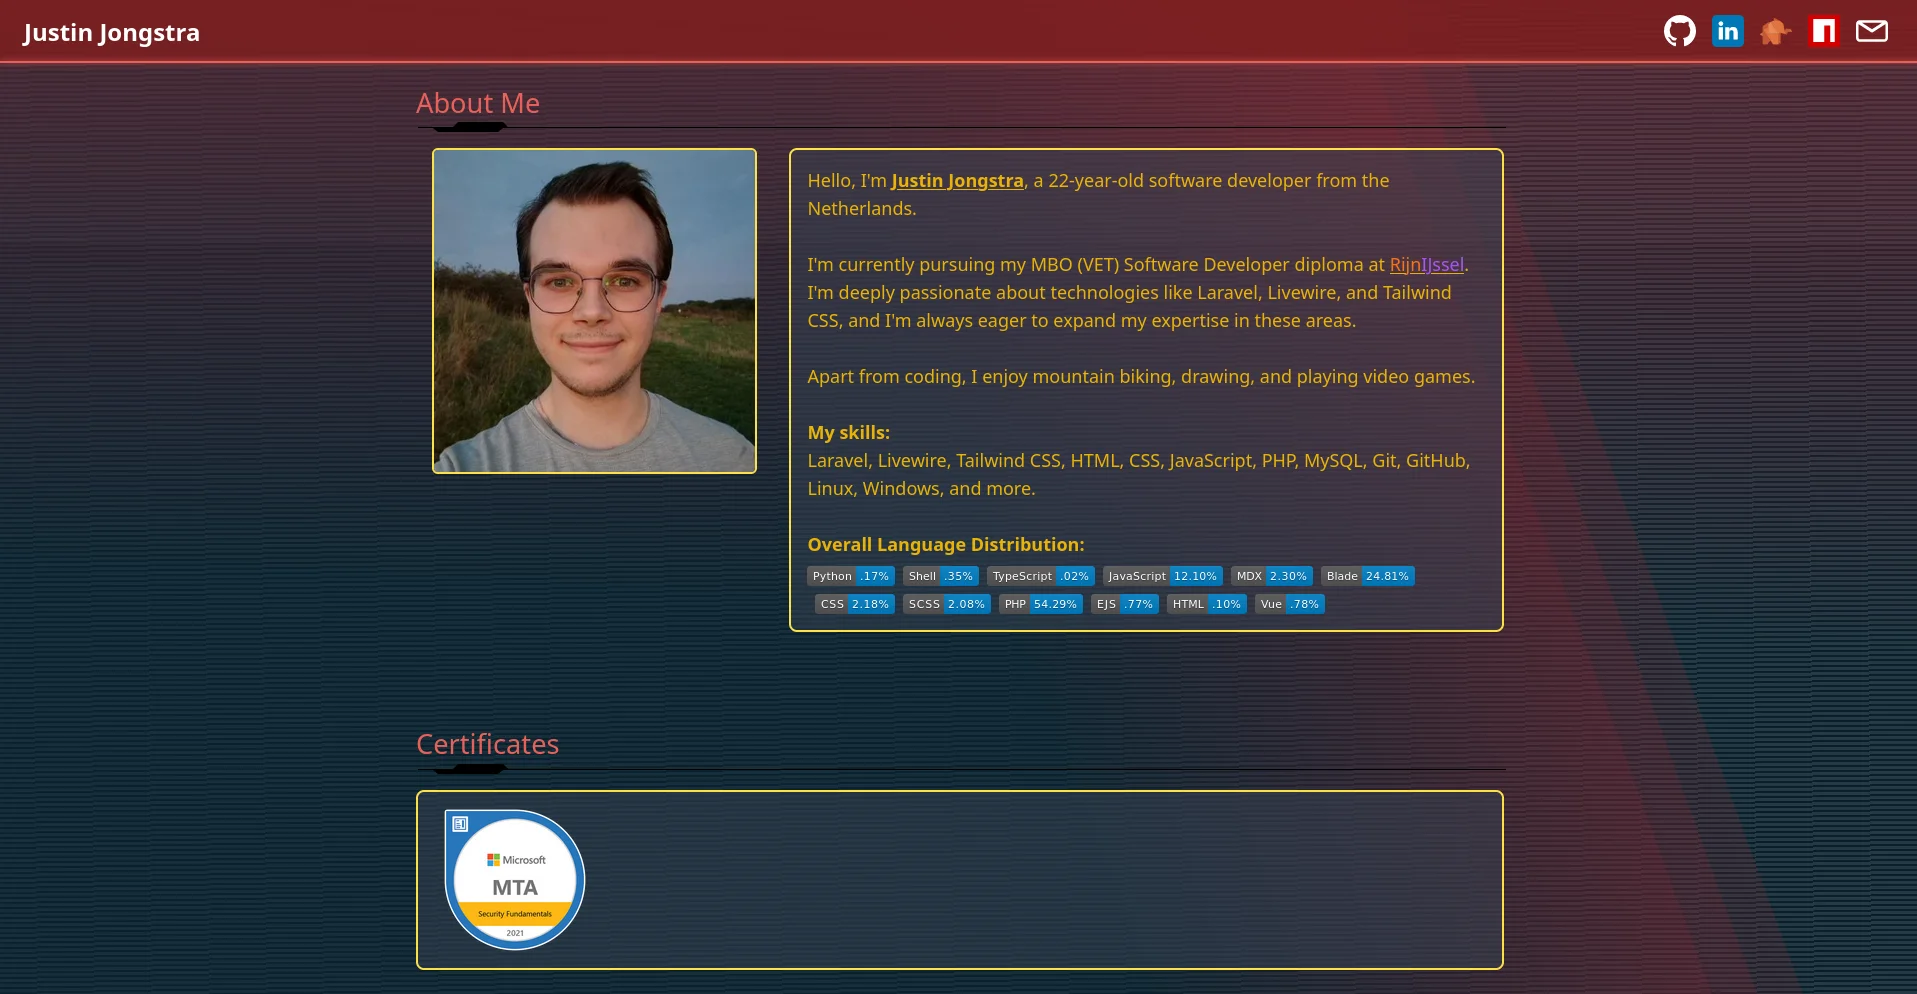 Justin Jongstra
in
About Me
Hello, I'm Justin Jongstra, a 22-year-old software developer from the
Netherlands.
I'm currently pursuing my MBO (VET) Software Developer diploma at RijnIJssel.
I'm deeply passionate about technologies like Laravel, Livewire, and Tailwind
CSS, and I'm always eager to expand my expertise in these areas.
Apart from coding, I enjoy mountain biking, drawing, and playing video games.
My skills:
Laravel, Livewire, Tailwind CSS, HTML, CSS, JavaScript, PHP, MySQL, Git, GitHub,
Linux, Windows, and more.
Overall Language Distribution:
Python .17% Shell .35% TypeScript .02% JavaScript 12.10% MDX 2.30% Blade 24.81%
CSS 2.18% SCSS 2.08% PHP 54.29% EJS .77% HTML .10% Vue .78%
Certificates
Microsoft
MTA
Security Fundamentals
2021